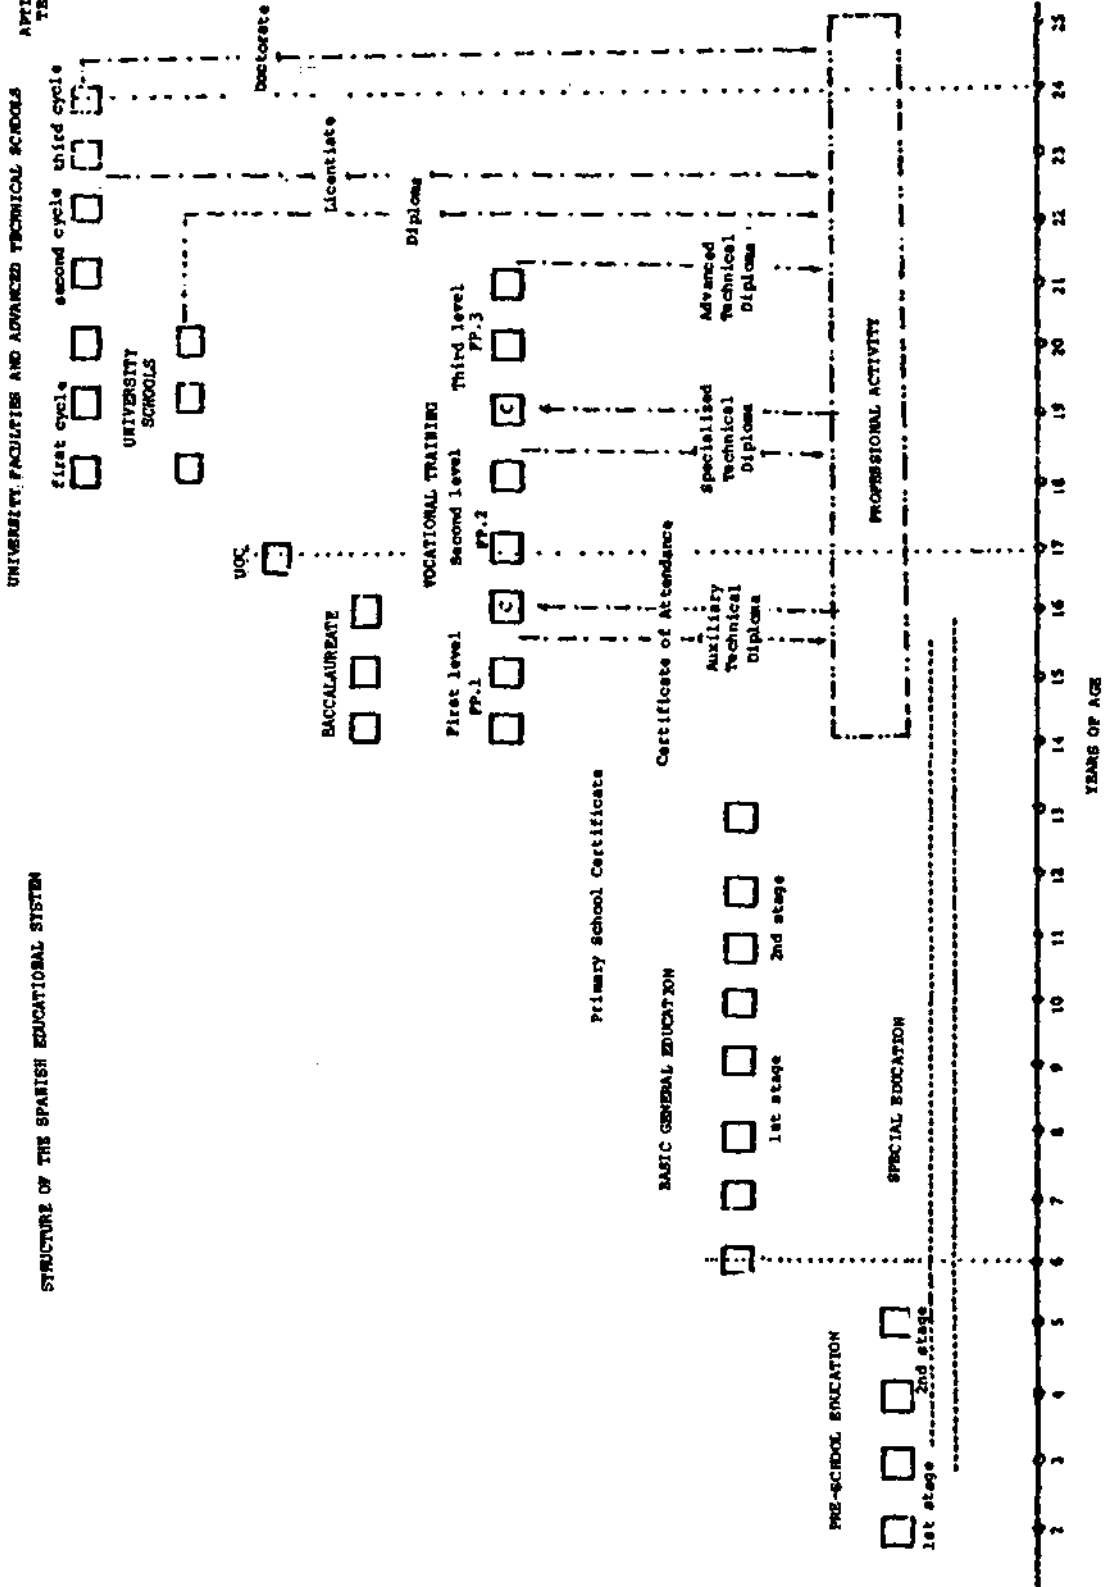 STRUCTURE OF THE SPANISH EDUCATIONAL SYSTEM
UNIVERSITY FACULTIES AND ADVANCED TECHNICAL SCHOOLS
first cycle
second cycle
third cycle
UNIVERSITY
SCHOOLS
Doctorate
Licentiate
Diploma
UOC
BACCALAUREATE
VOCATIONAL TRAINING
First level
FP.1
Second level
FP.2
Third level
FP.3
C
C
Primary School Certificate
Certificate of Attendance
Auxiliary
Technical
Diploma
Specialised
Technical
Diploma
Advanced
Technical
Diploma
BASIC GENERAL EDUCATION
1st stage
2nd stage
PROFESSIONAL ACTIVITY
PRE-SCHOOL EDUCATION
1st stage
2nd stage
SPECIAL EDUCATION
2 3 4 5 6 7 8 9 10 11 12 13 14 15 16 17 18 19 20 21 22 23 24 25
YEARS OF AGE